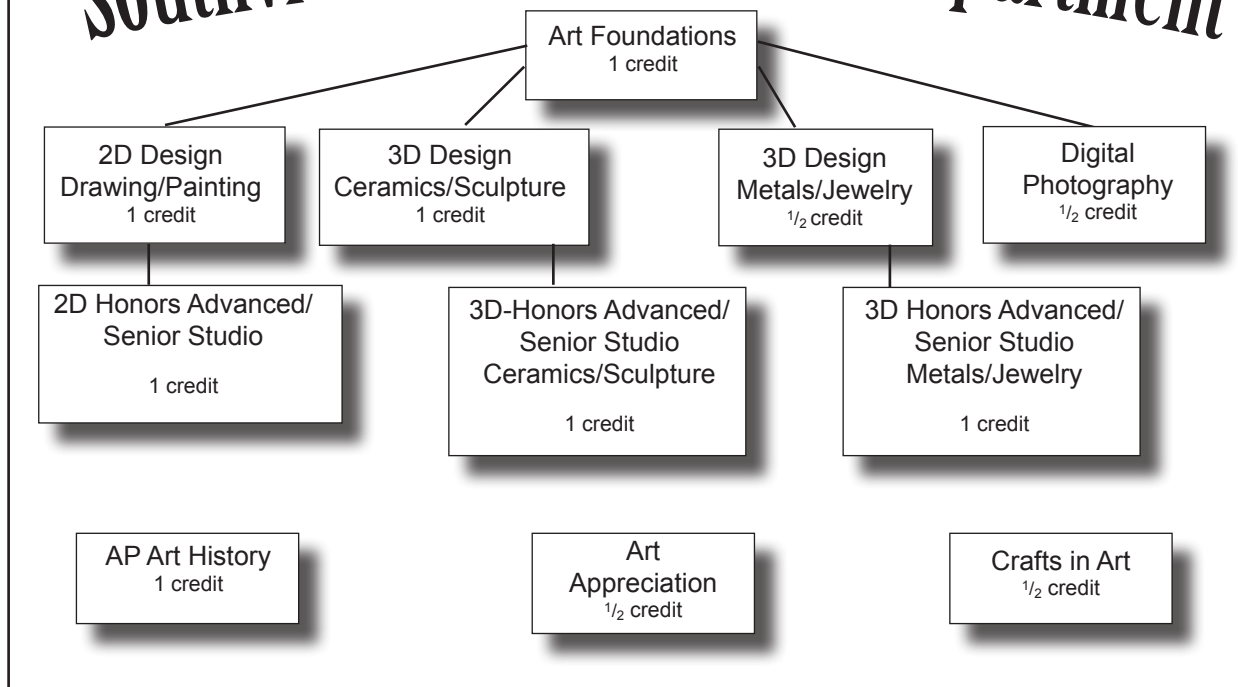 Art Foundations
1 credit
2D Design
Drawing/Painting
1 credit
3D Design
Ceramics/Sculpture
1 credit
3D Design
Metals/Jewelry
1/2 credit
Digital
Photography
1/2 credit
2D Honors Advanced/
Senior Studio
1 credit
3D-Honors Advanced/
Senior Studio
Ceramics/Sculpture
1 credit
3D Honors Advanced/
Senior Studio
Metals/Jewelry
1 credit
AP Art History
1 credit
Art
Appreciation
1/2 credit
Crafts in Art
1/2 credit